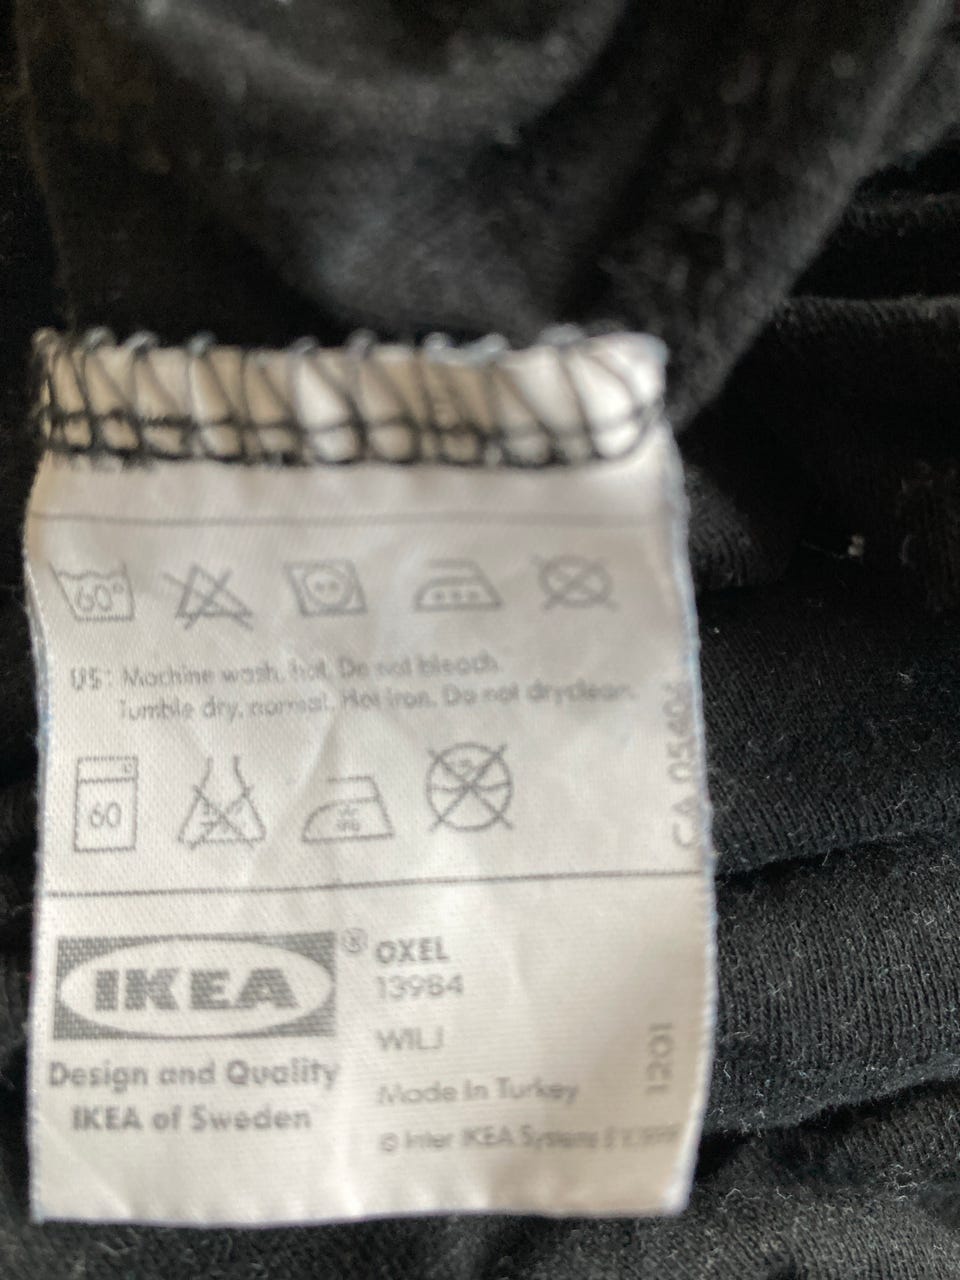 60°
US: Machine wash, hot. Do not bleach.
Tumble dry, normal. Hot iron. Do not dryclean.
60
CA 05406
IKEA®
Design and Quality
IKEA of Sweden
OXEL
13984
WILJ
Made in Turkey
© Inter IKEA Systems
1201